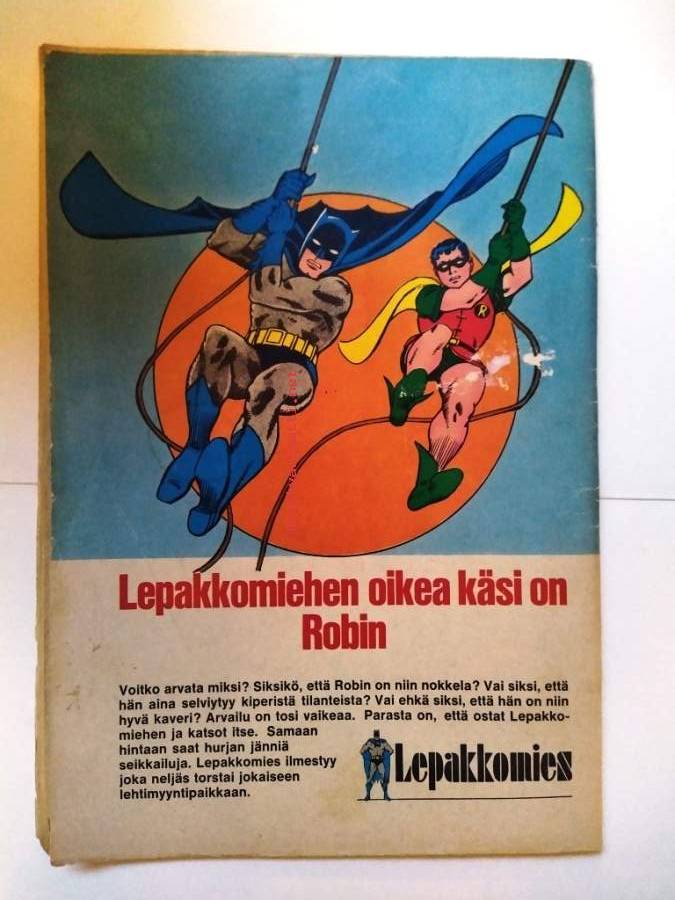 R
Lepakkomiehen oikea käsi on
Robin
Voitko arvata miksi? Siksikö, että Robin on niin nokkela? Vai siksi, että
hän aina selviytyy kiperistä tilanteista? Vai ehkä siksi, että hän on niin
hyvä kaveri? Arvailu on tosi vaikeaa. Parasta on, että ostat Lepakko-
miehen ja katsot itse. Samaan
hintaan saat hurjan jänniä
seikkailuja. Lepakkomies ilmestyy
joka neljäs torstai jokaiseen
lehtimyyntipaikkaan.
Lepakkomies